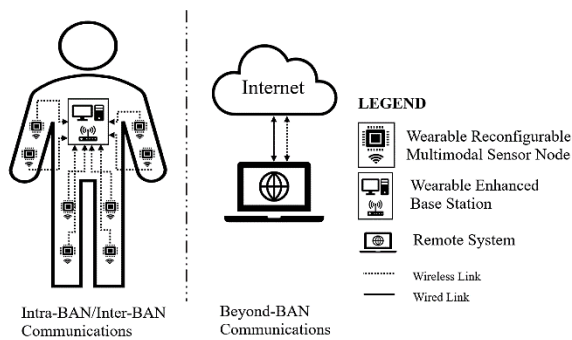 Internet
Intra-BAN/Inter-BAN
Communications
Beyond-BAN
Communications
LEGEND
Wearable Reconfigurable
Multimodal Sensor Node
Wearable Enhanced
Base Station
Remote System
Wireless Link
Wired Link